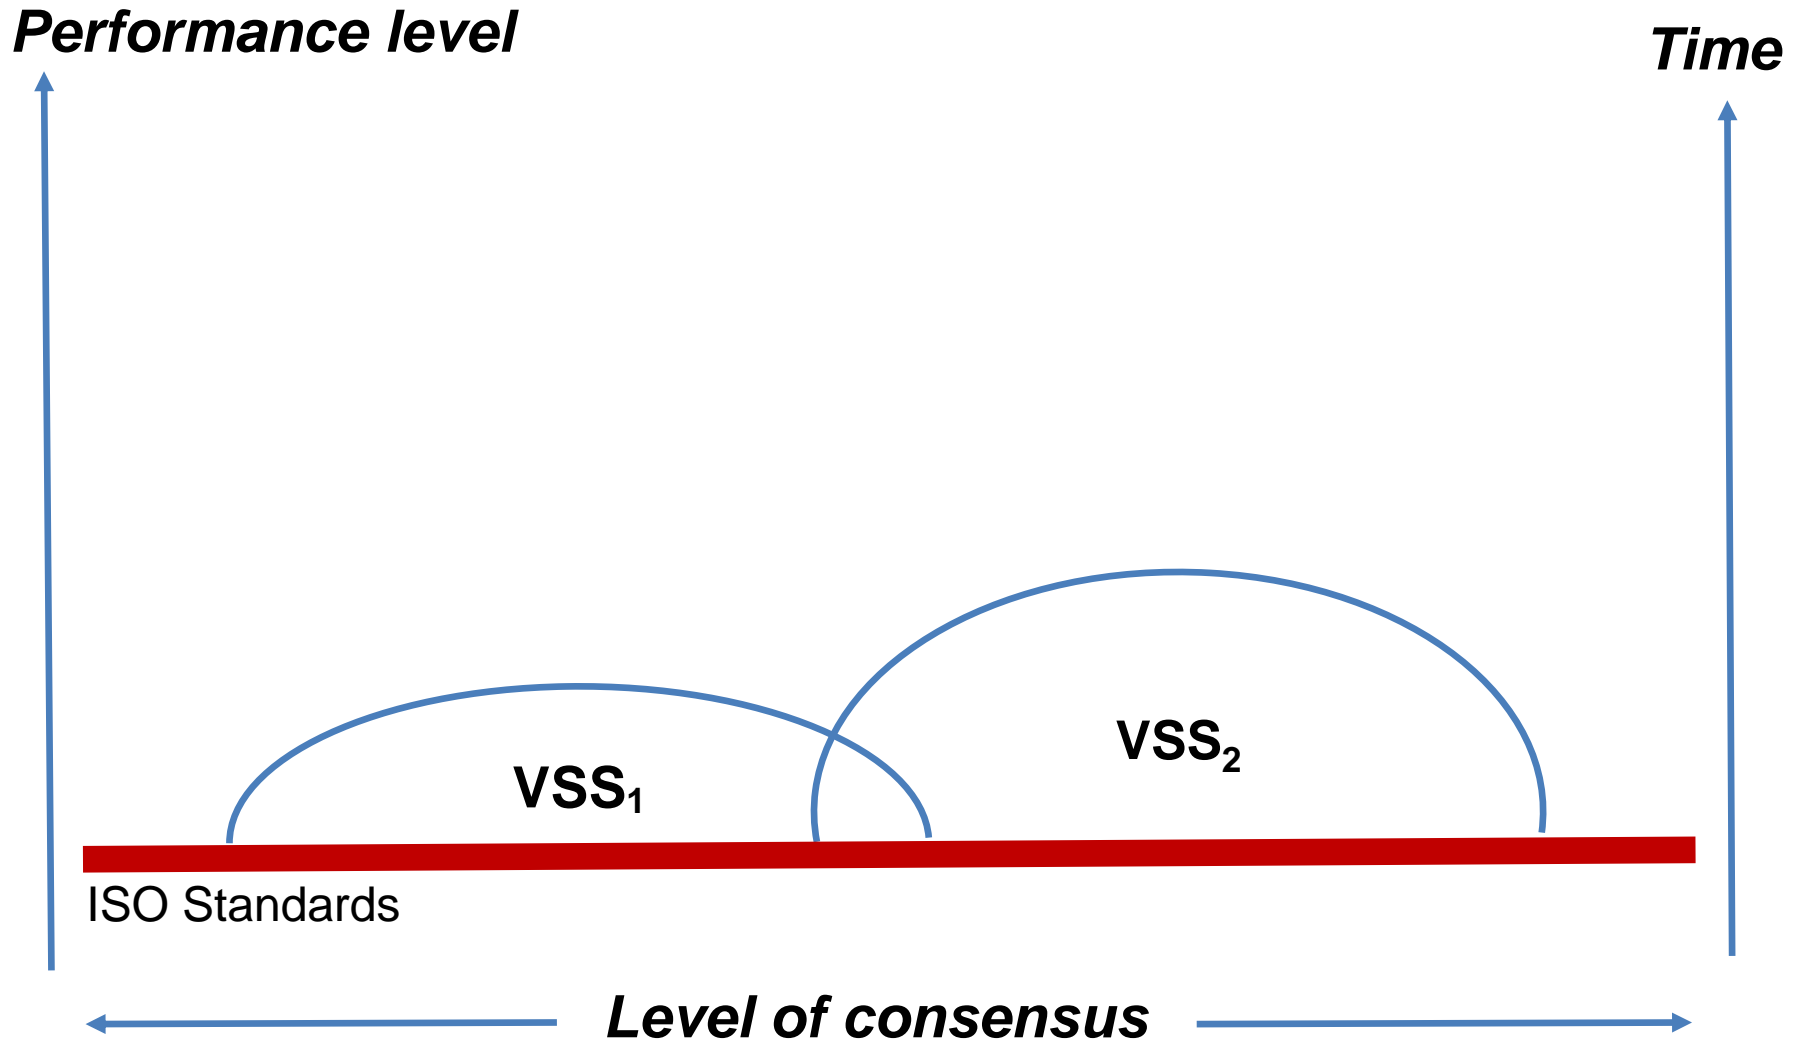 Performance level
Time
VSS₂
VSS₁
ISO Standards
Level of consensus